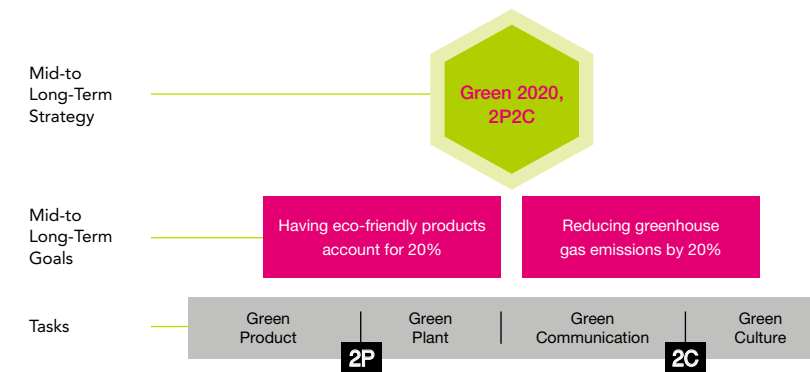 Mid-to
Long-Term
Strategy
Green 2020,
2P2C
Mid-to
Long-Term
Goals
Having eco-friendly products
account for 20%
Reducing greenhouse
gas emissions by 20%
Tasks
Green
Product
Green
Plant
Green
Communication
Green
Culture
2P
2C